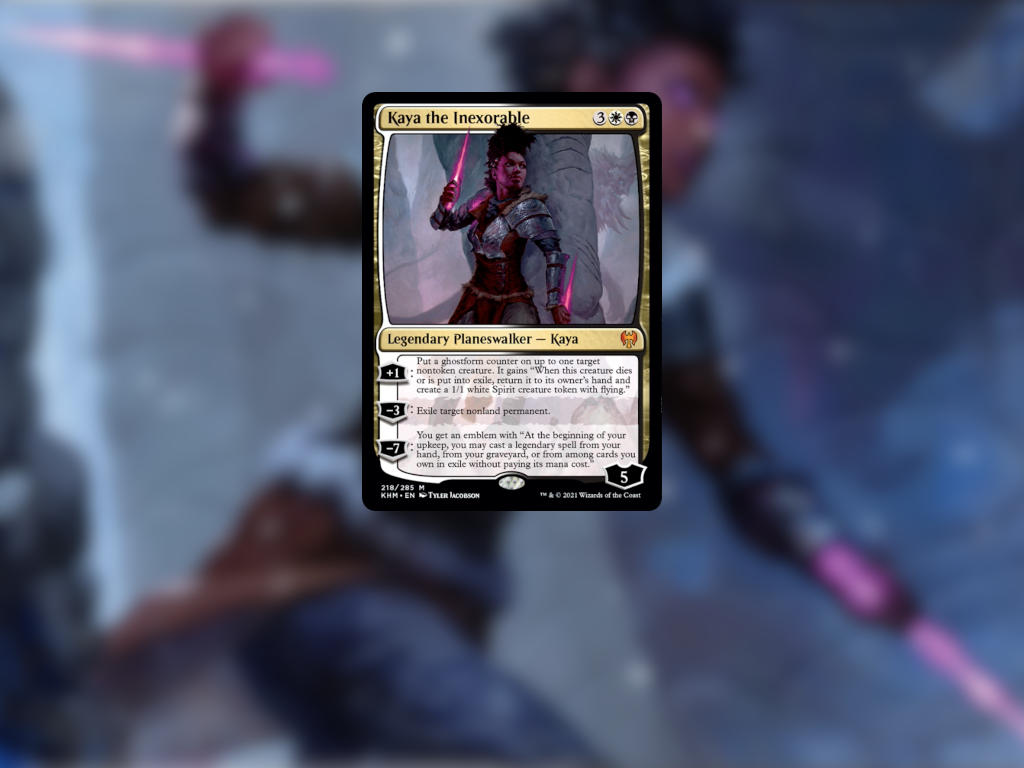 Kaya the Inexorable 3
Legendary Planeswalker — Kaya
+1 : Put a ghostform counter on up to one target
nontoken creature. It gains “When this creature dies
or is put into exile, return it to its owner’s hand and
create a 1/1 white Spirit creature token with flying.”
−3 : Exile target nonland permanent.
−7 : You get an emblem with “At the beginning of your
upkeep, you may cast a legendary spell from your
hand, from your graveyard, or from among cards you
own in exile without paying its mana cost.”
5
218/285 M
KHM • EN Tyler Jacobson ™ & © 2021 Wizards of the Coast